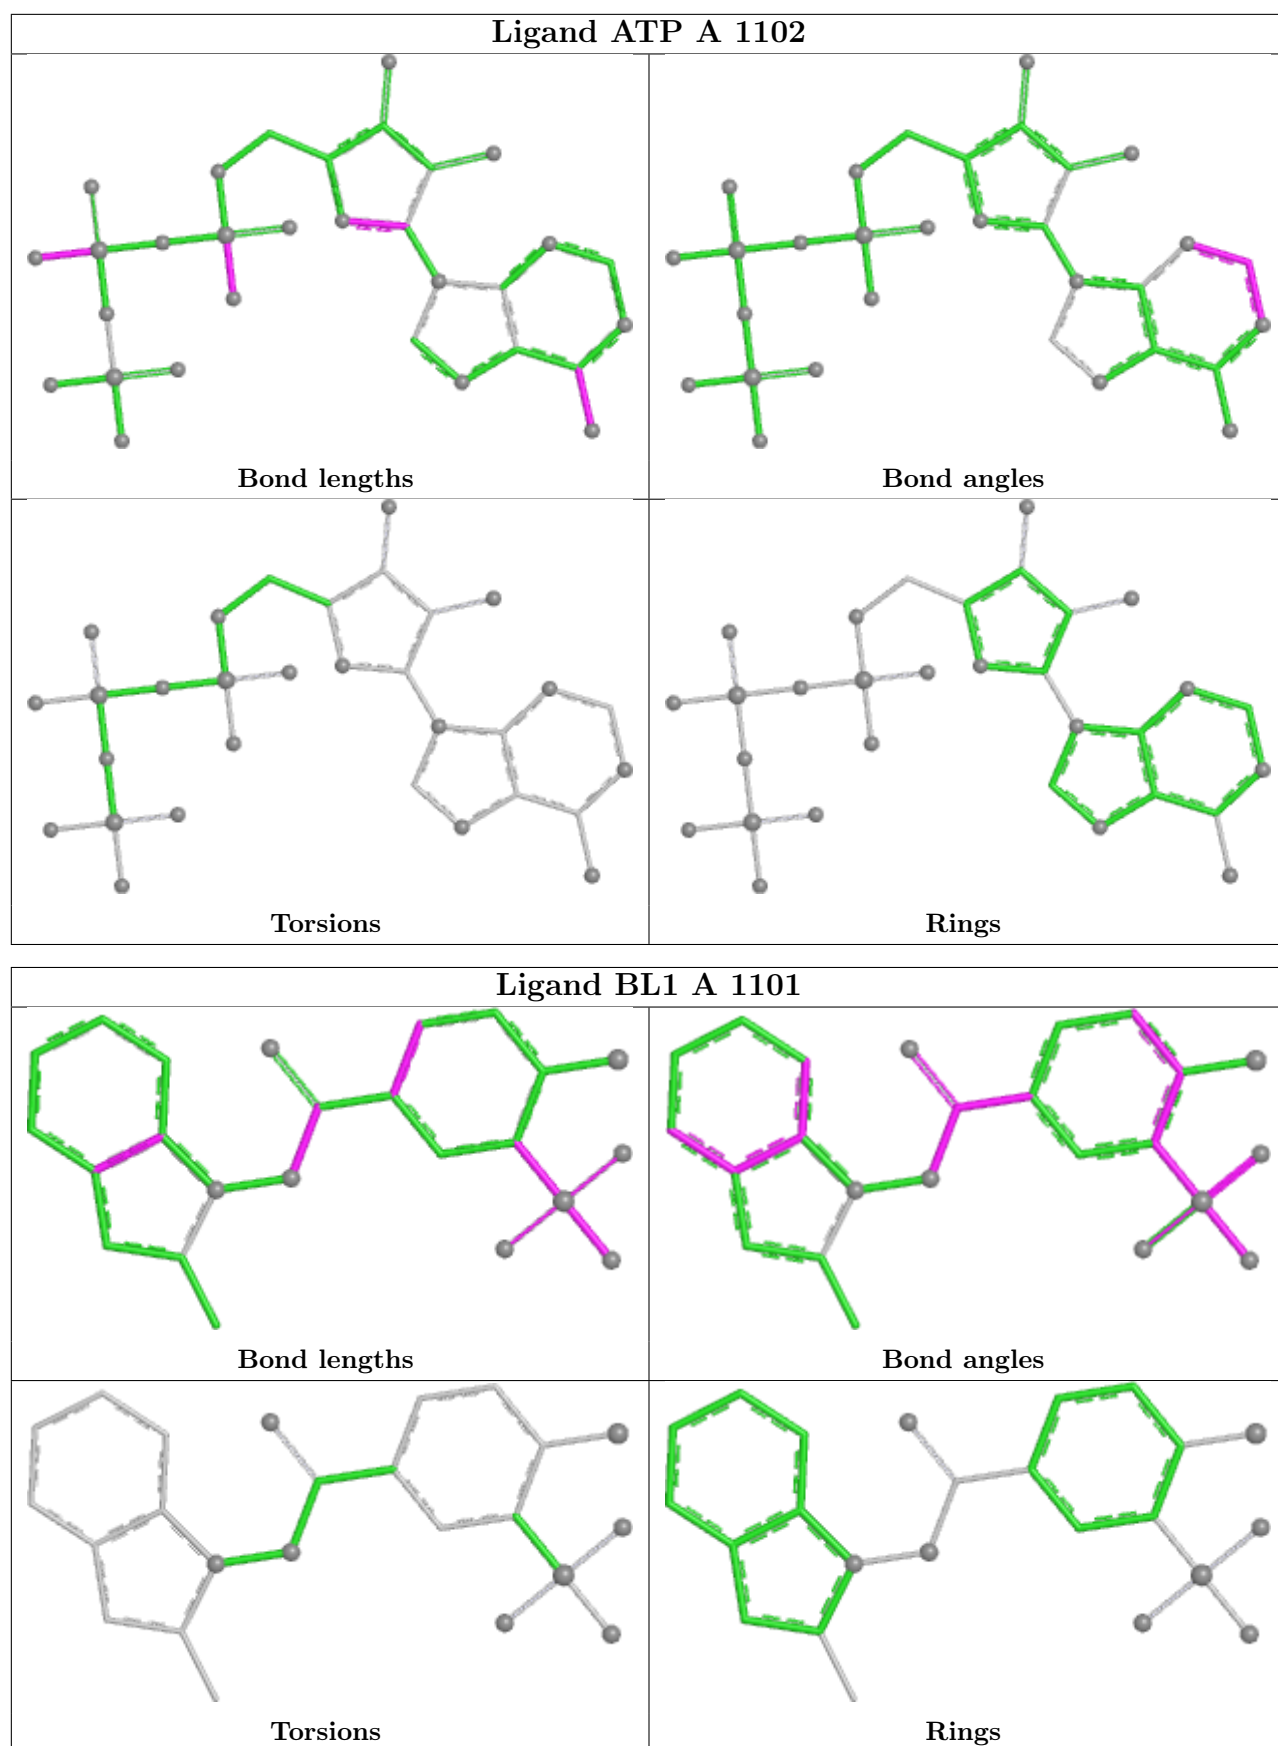 Ligand ATP A 1102
Bond lengths
Bond angles
Torsions
Rings
Ligand BL1 A 1101
Bond lengths
Bond angles
Torsions
Rings